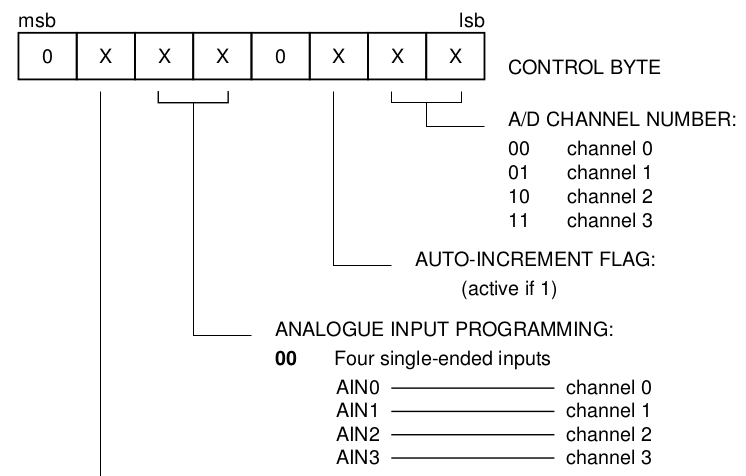 msb lsb
0 X X X 0 X X X
CONTROL BYTE
A/D CHANNEL NUMBER:
00 channel 0
01 channel 1
10 channel 2
11 channel 3
AUTO-INCREMENT FLAG:
(active if 1)
ANALOGUE INPUT PROGRAMMING:
00 Four single-ended inputs
AIN0 channel 0
AIN1 channel 1
AIN2 channel 2
AIN3 channel 3